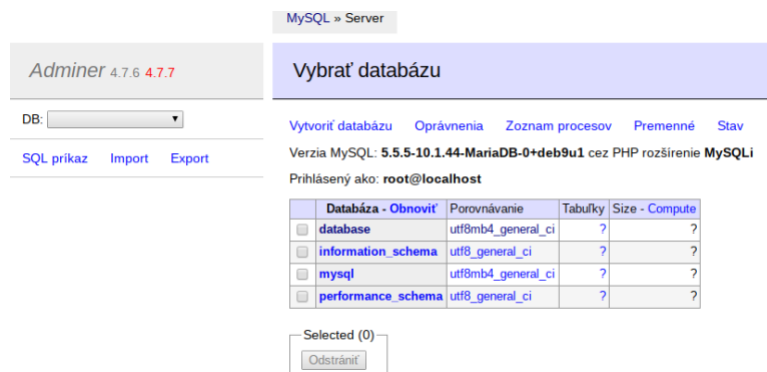 MySQL » Server
Adminer 4.7.6 4.7.7
Vybrať databázu
DB:
SQL príkaz Import Export
Vytvoriť databázu Oprávnenia Zoznam procesov Premenné Stav
Verzia MySQL: 5.5.5-10.1.44-MariaDB-0+deb9u1 cez PHP rozšírenie MySQLi
Prihlásený ako: root@localhost
Databáza - Obnoviť Porovnávanie Tabuľky Size - Compute
database utf8mb4_general_ci ? ?
information_schema utf8_general_ci ? ?
mysql utf8mb4_general_ci ? ?
performance_schema utf8_general_ci ? ?
Selected (0)
Odstrániť